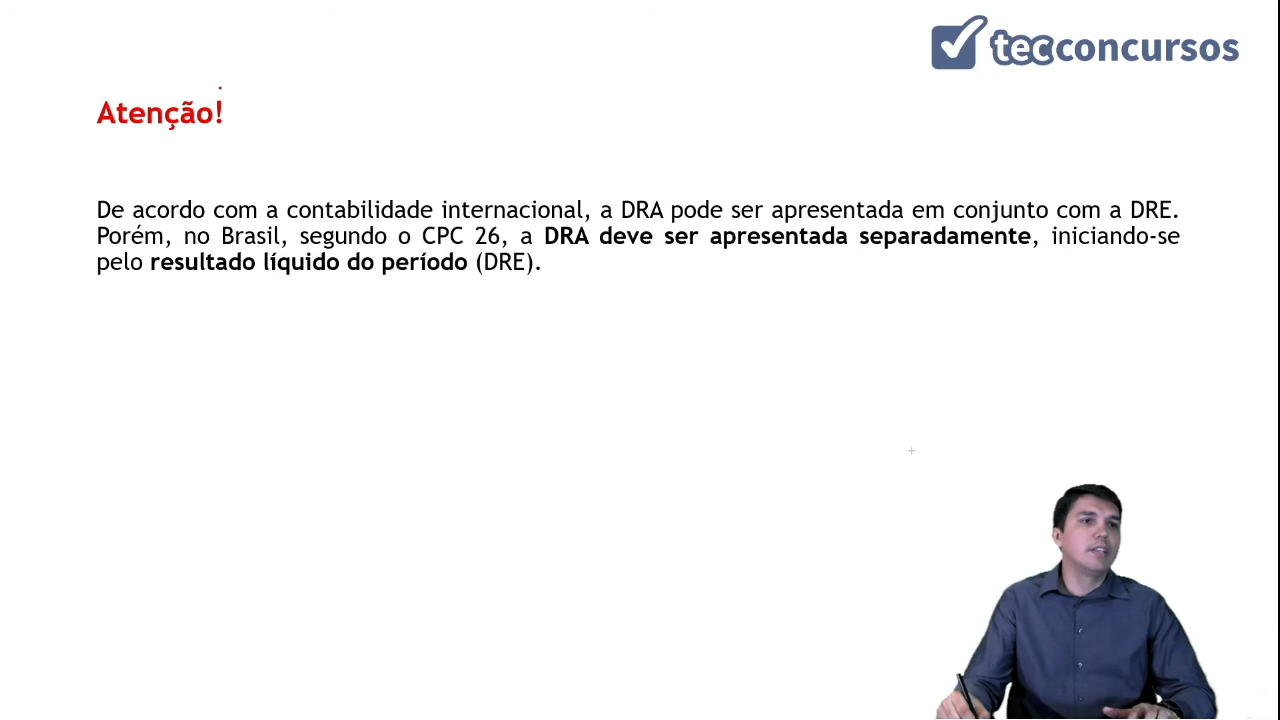 tecconcursos
Atenção!
De acordo com a contabilidade internacional, a DRA pode ser apresentada em conjunto com a DRE.
Porém, no Brasil, segundo o CPC 26, a DRA deve ser apresentada separadamente, iniciando-se
pelo resultado líquido do período (DRE).